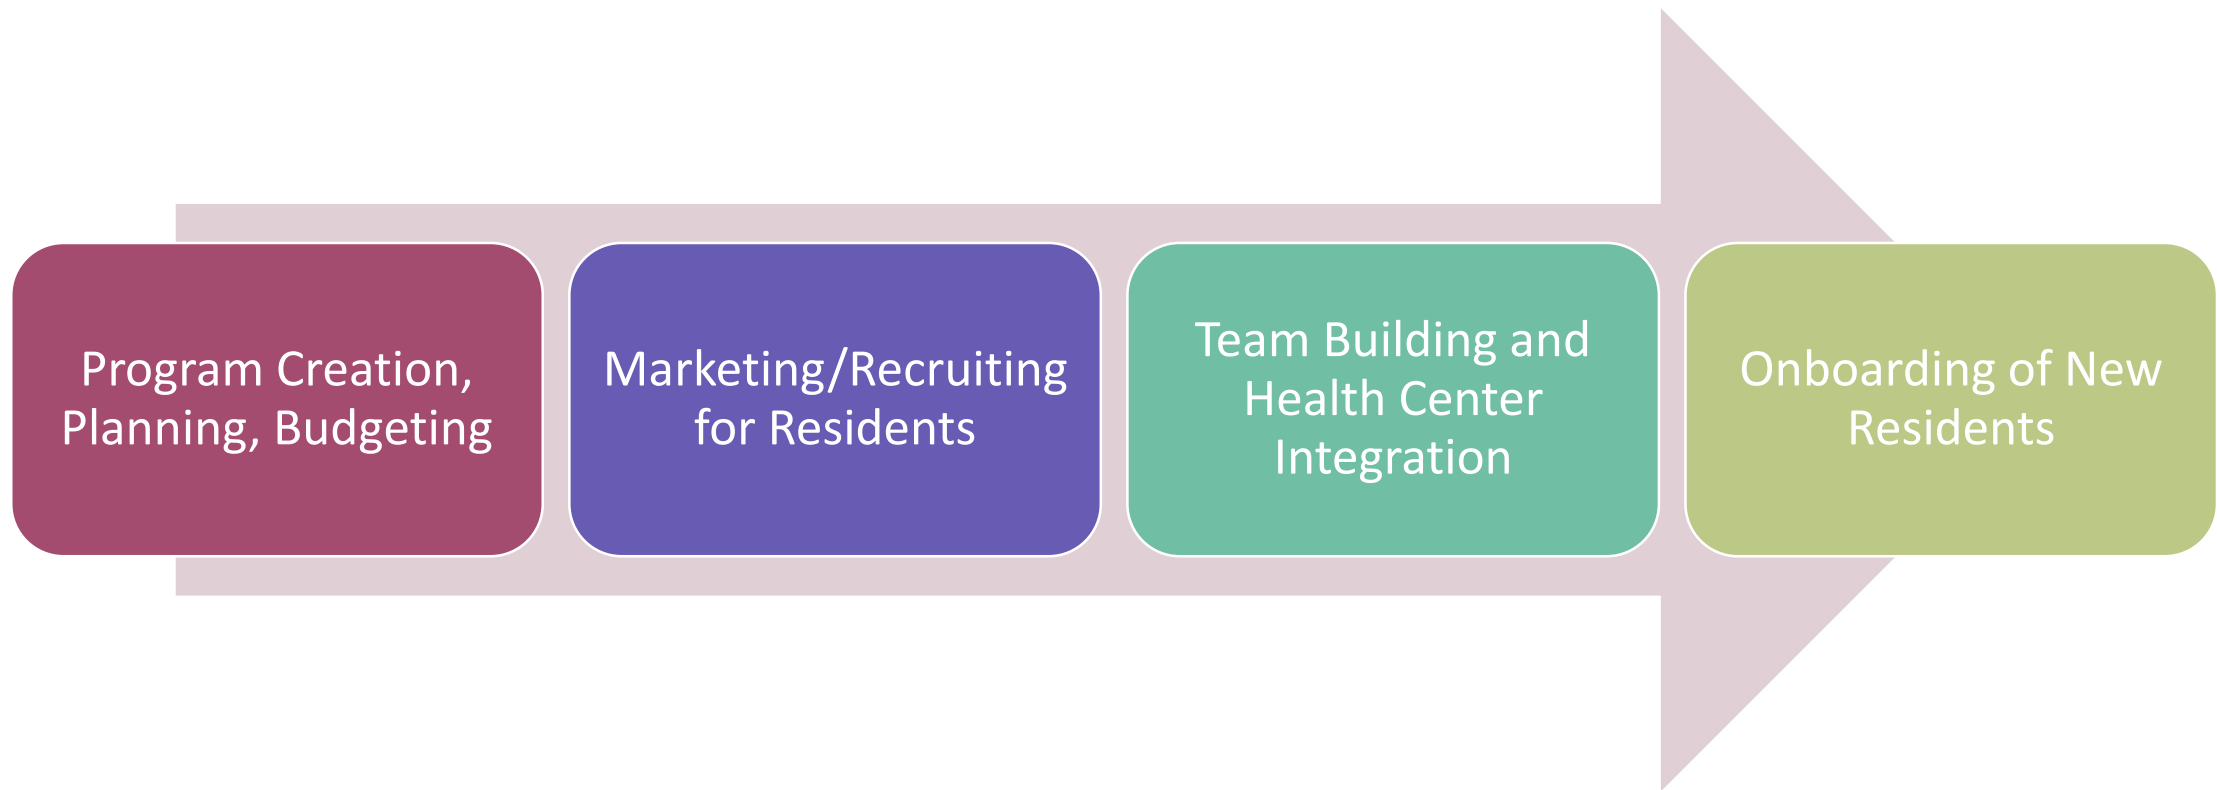 Program Creation,
Planning, Budgeting
Marketing/Recruiting
for Residents
Team Building and
Health Center
Integration
Onboarding of New
Residents